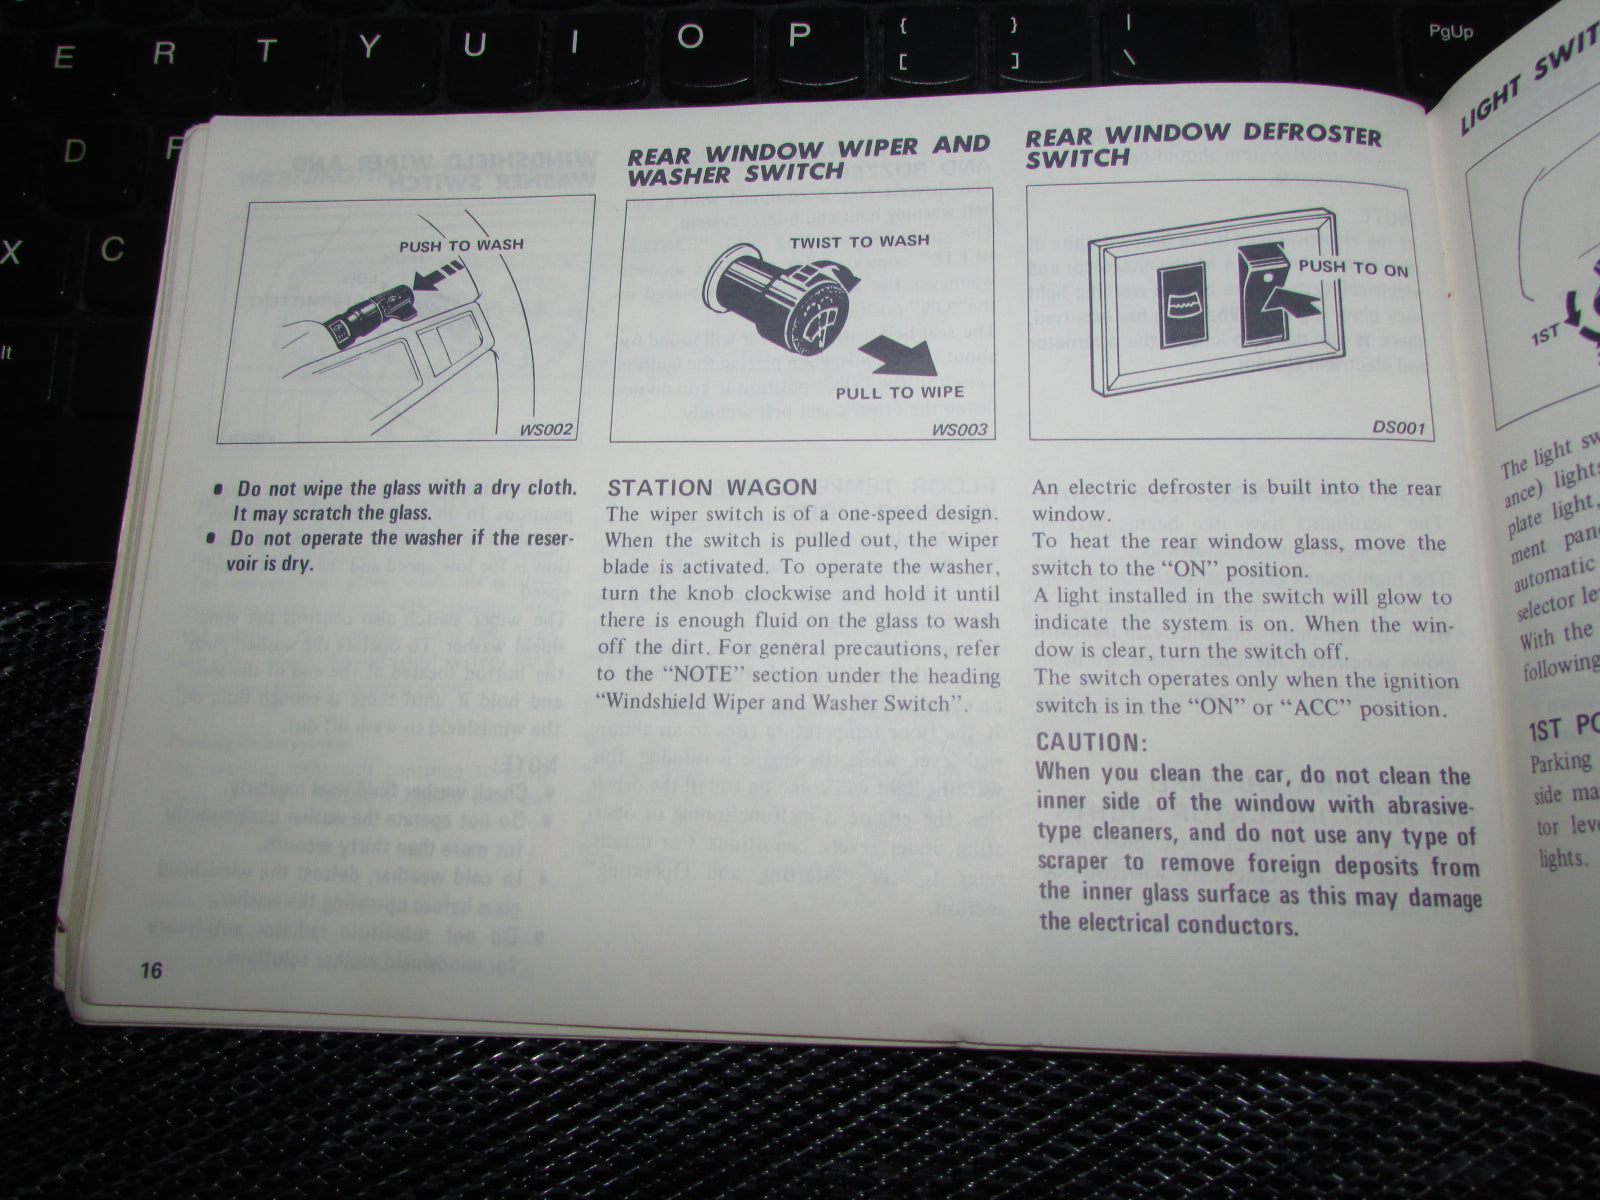 E R T Y U I O P { [ } ] | \ PgUp
D F
X C
lt
PUSH TO WASH
WS002
● Do not wipe the glass with a dry cloth.
It may scratch the glass.
● Do not operate the washer if the reser-
voir is dry.
16
REAR WINDOW WIPER AND
WASHER SWITCH
TWIST TO WASH
PULL TO WIPE
WS003
STATION WAGON
The wiper switch is of a one-speed design.
When the switch is pulled out, the wiper
blade is activated. To operate the washer,
turn the knob clockwise and hold it until
there is enough fluid on the glass to wash
off the dirt. For general precautions, refer
to the “NOTE” section under the heading
“Windshield Wiper and Washer Switch”.
REAR WINDOW DEFROSTER
SWITCH
PUSH TO ON
DS001
An electric defroster is built into the rear
window.
To heat the rear window glass, move the
switch to the “ON” position.
A light installed in the switch will glow to
indicate the system is on. When the win-
dow is clear, turn the switch off.
The switch operates only when the ignition
switch is in the “ON” or “ACC” position.
CAUTION:
When you clean the car, do not clean the
inner side of the window with abrasive-
type cleaners, and do not use any type of
scraper to remove foreign deposits from
the inner glass surface as this may damage
the electrical conductors.
LIGHT SWIT
1ST
The light sw
ance) lights
plate light,
ment pan
automatic
selector le
With the
following
1ST PO
Parking
side ma
tor leve
lights.